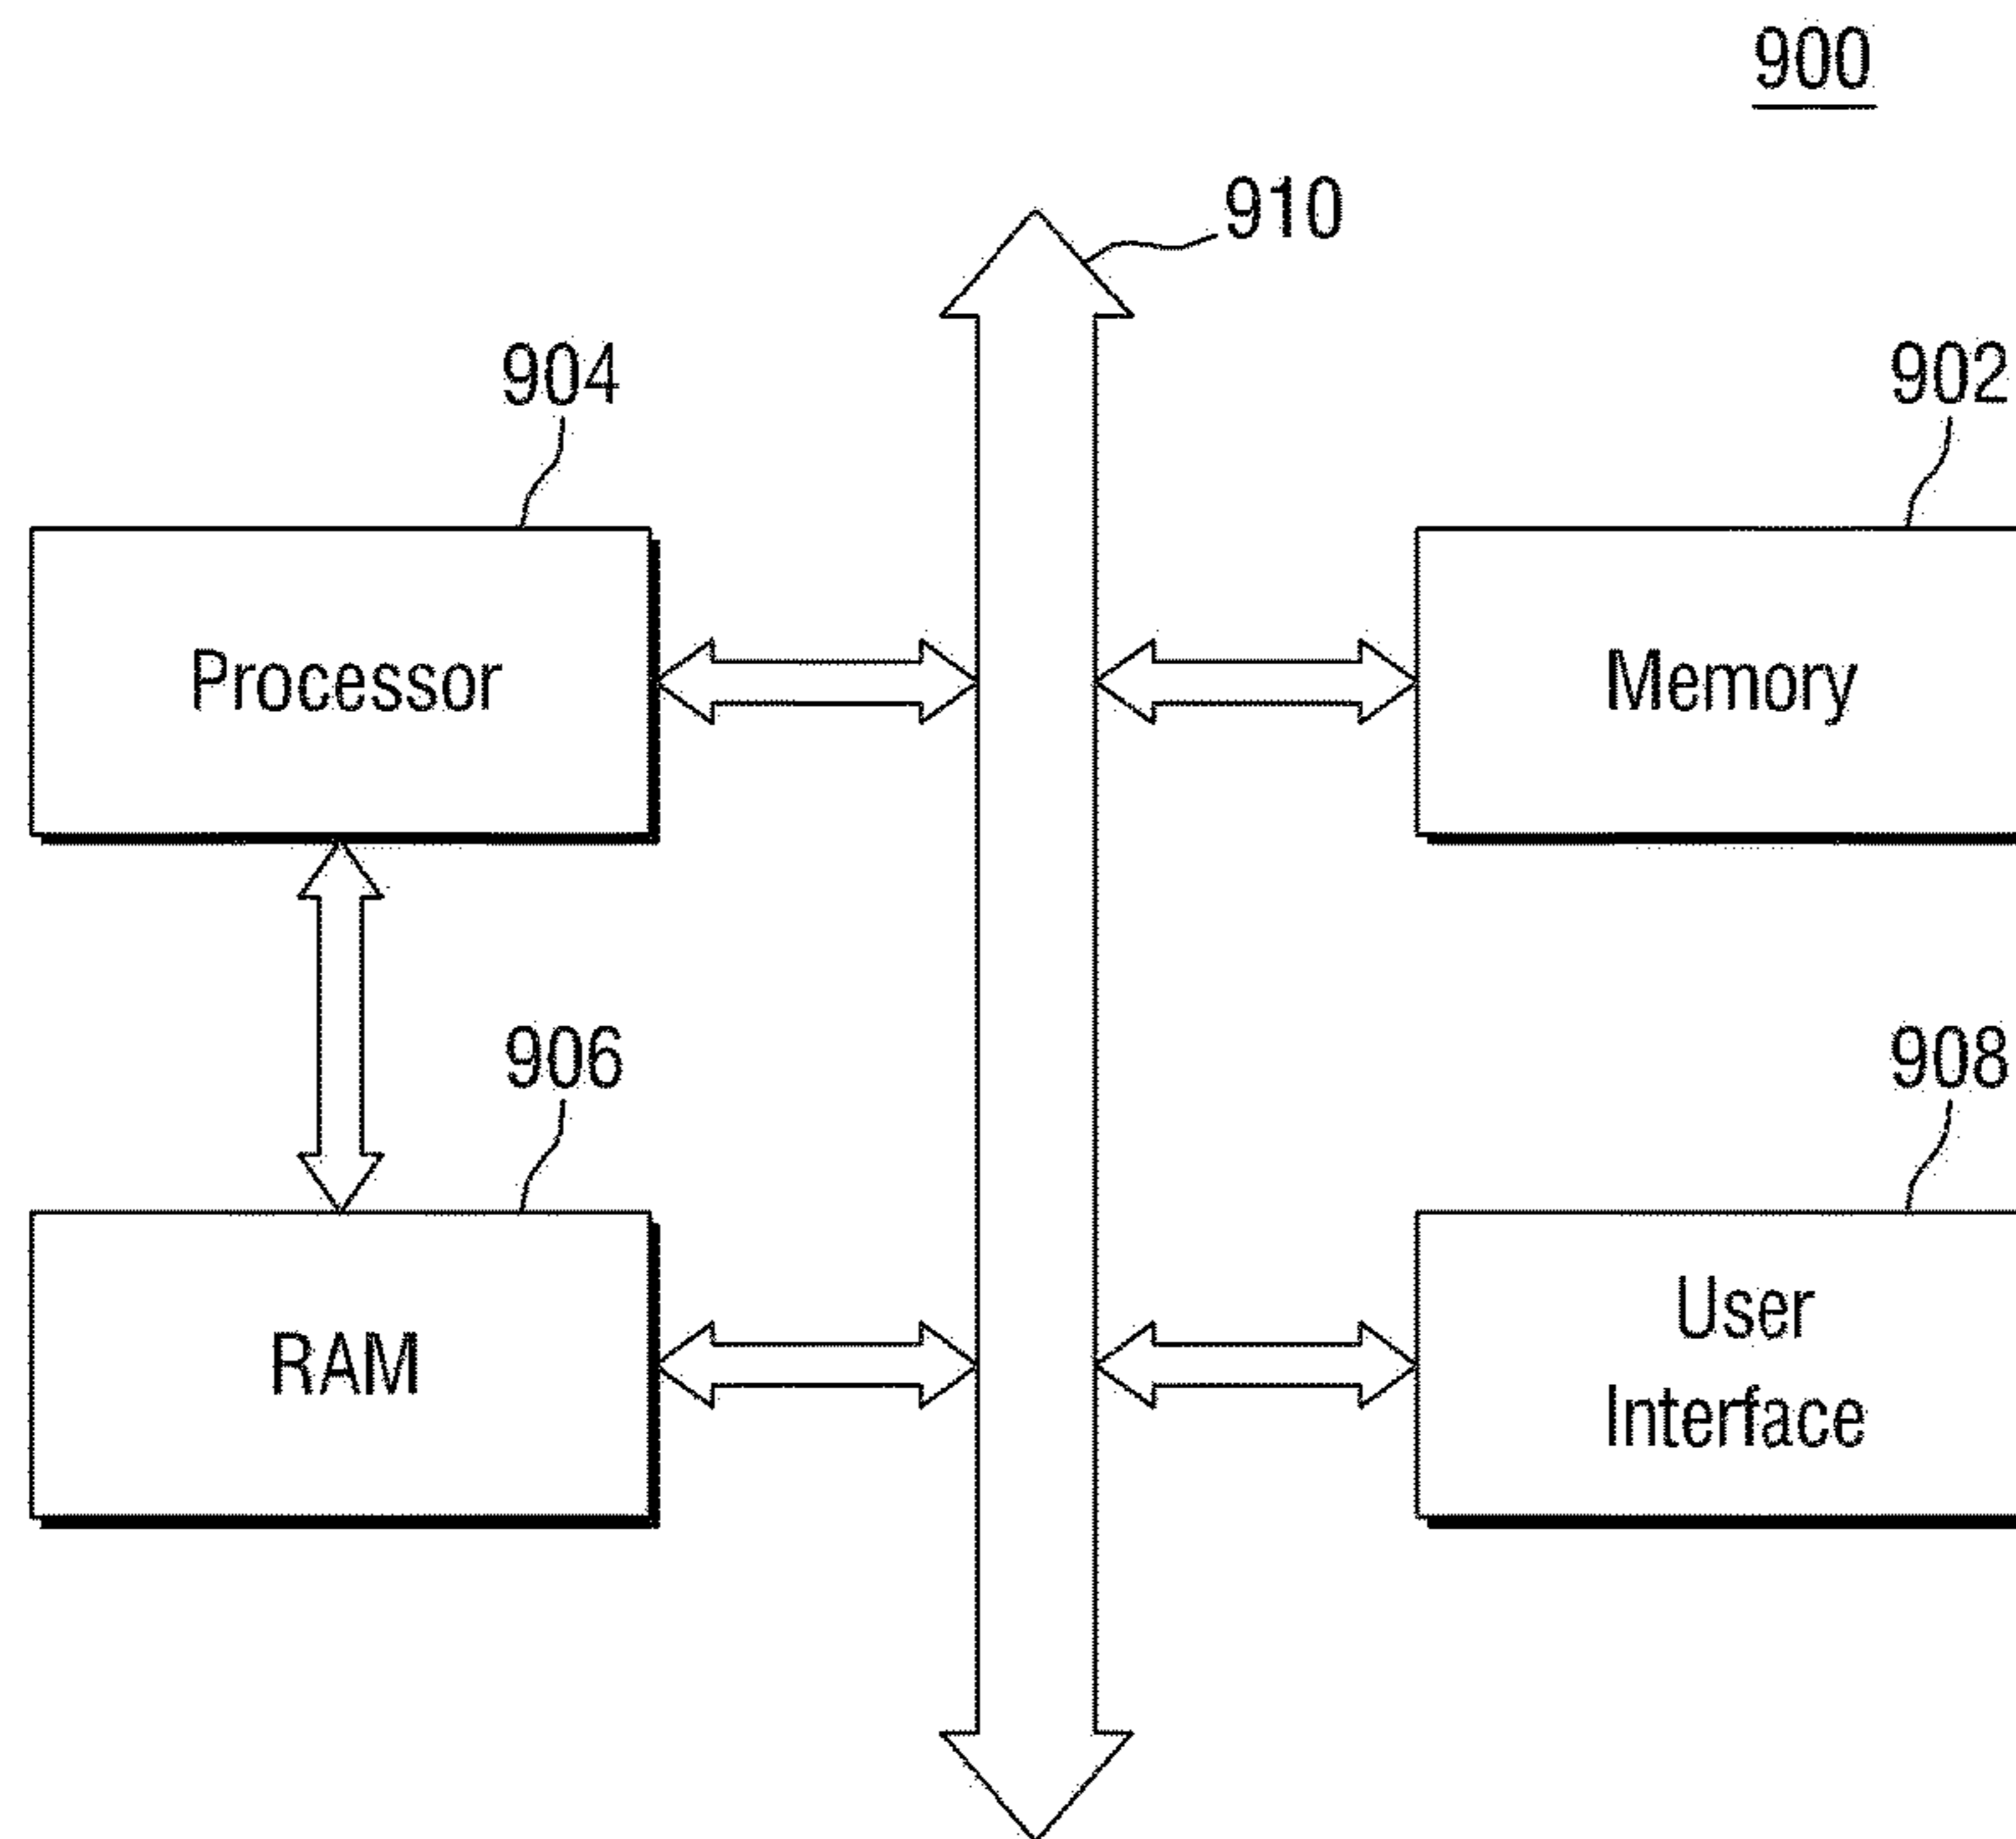 900
910
904
902
Processor
Memory
906
908
RAM
User
Interface